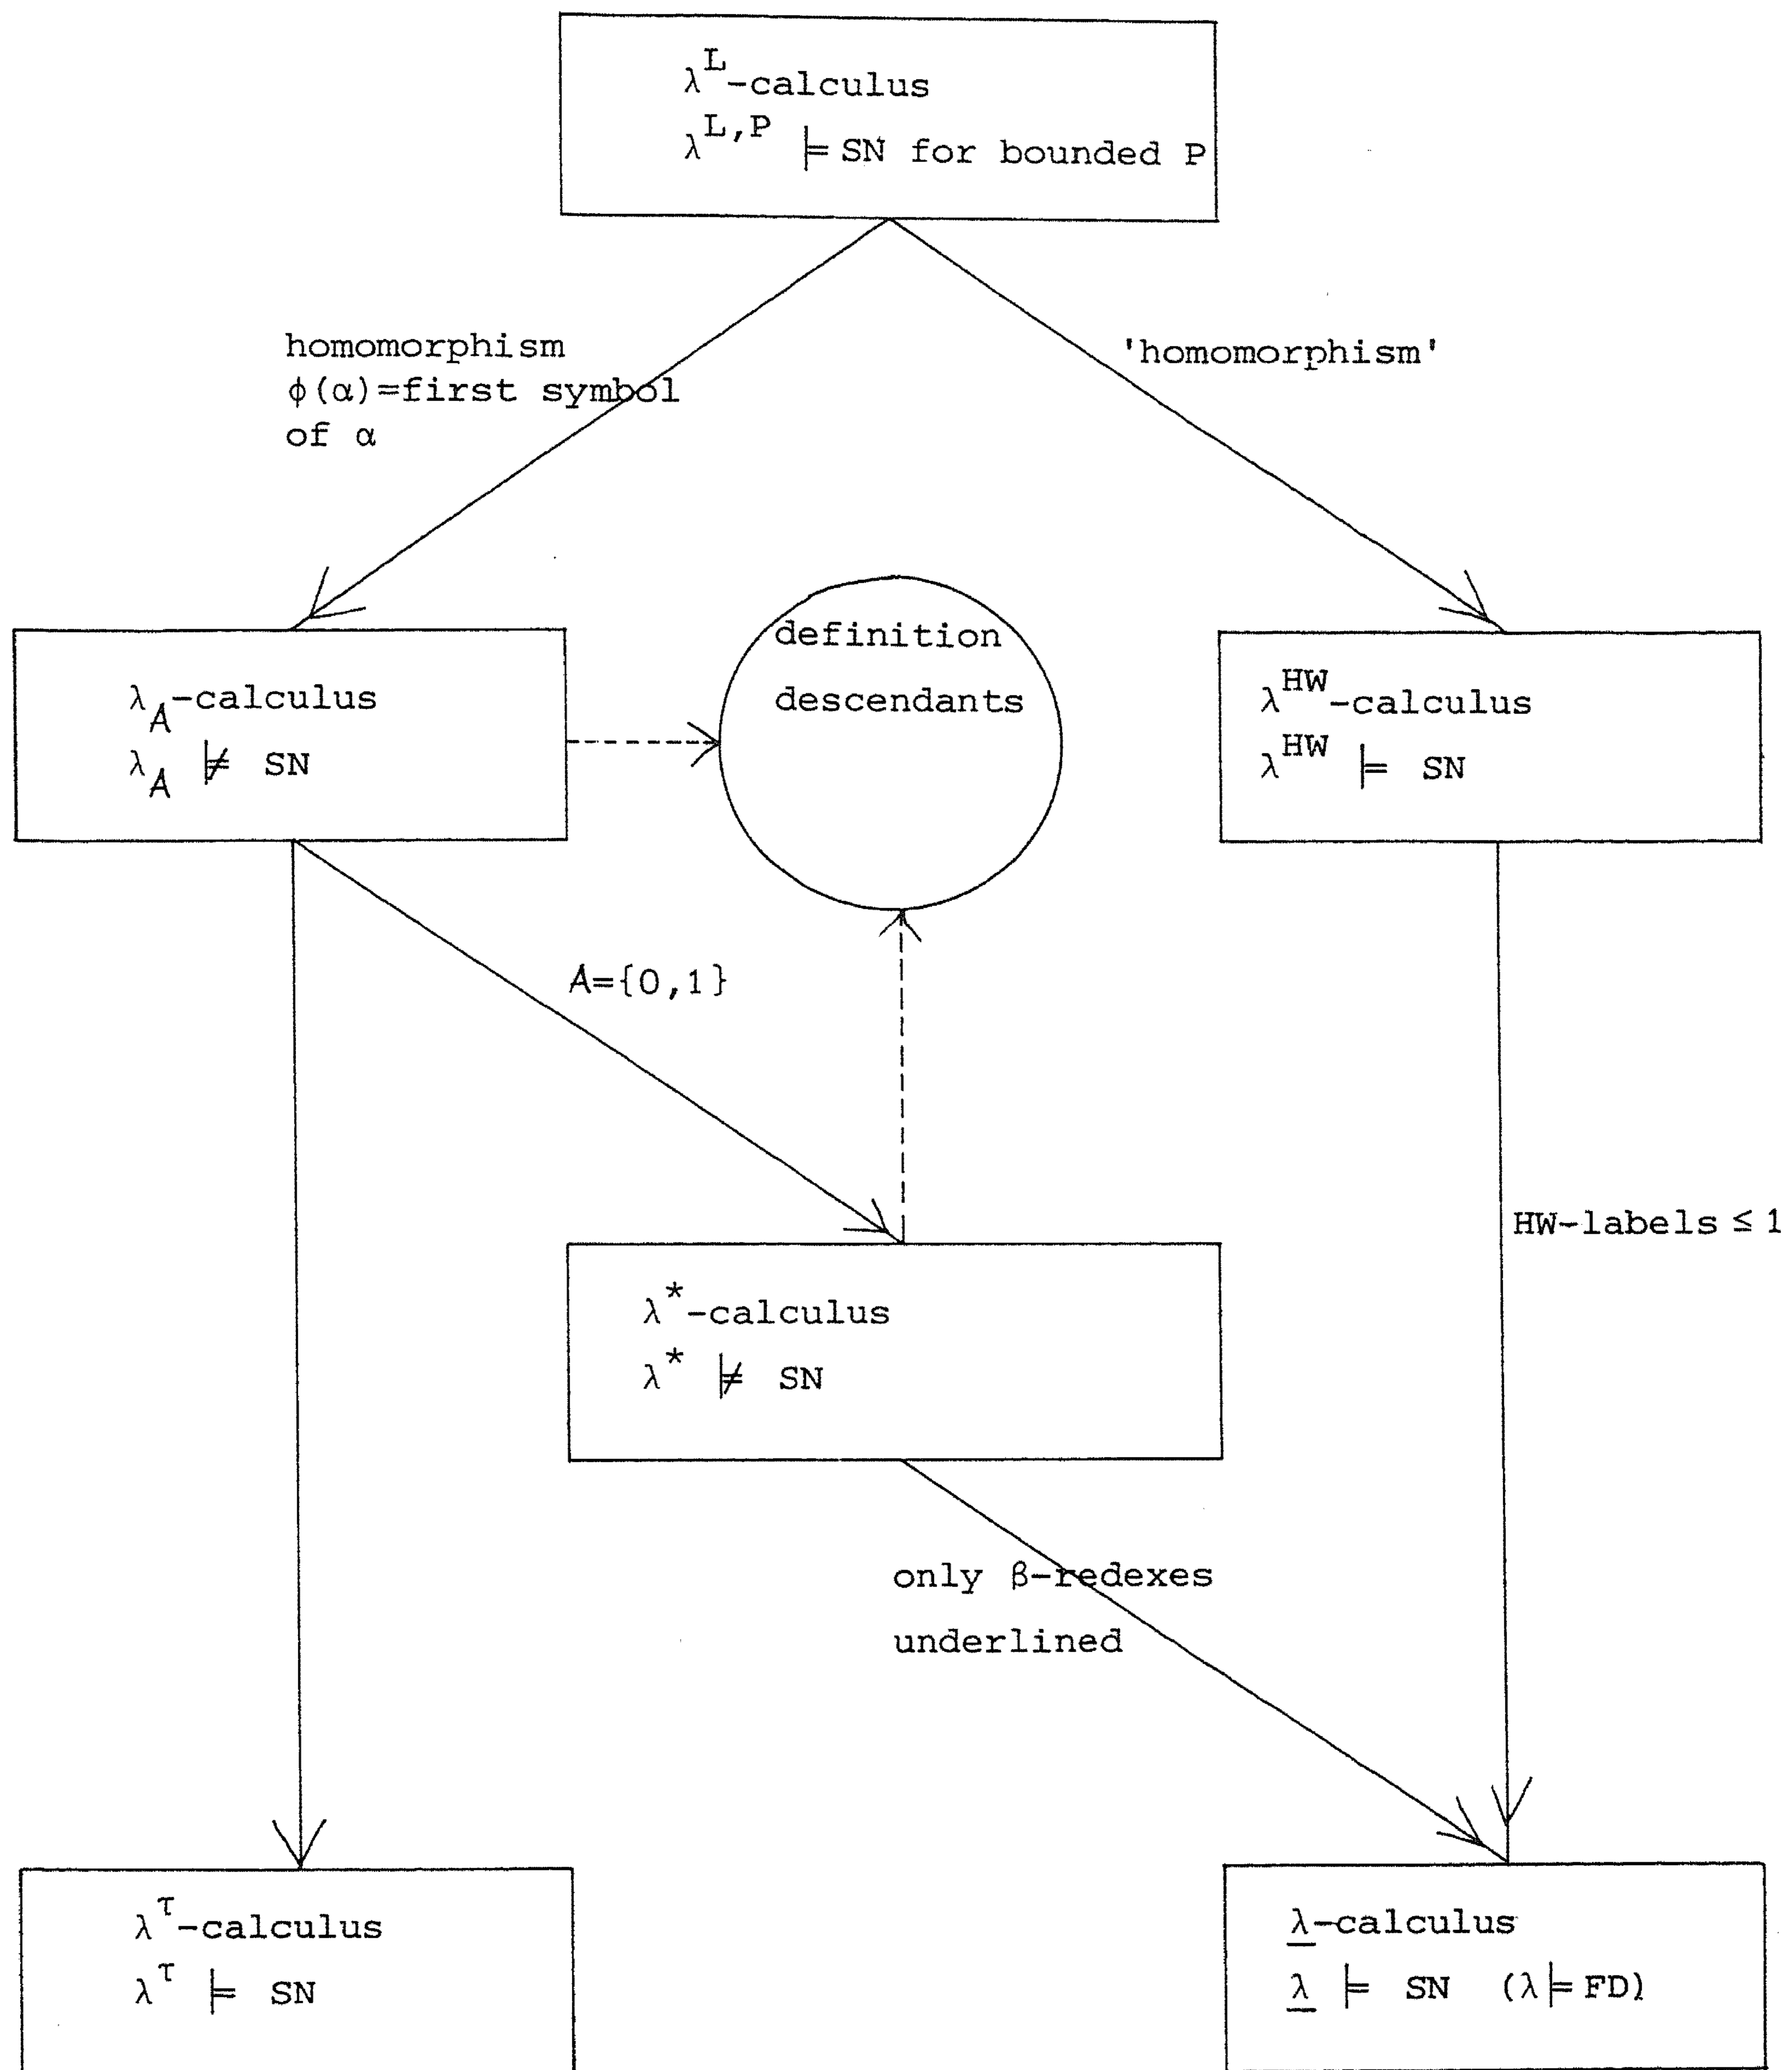 λ^L-calculus
λ^{L,P} ⊨ SN for bounded P
homomorphism
φ(α)=first symbol
of α
'homomorphism'
λ_A-calculus
λ_A ⊭ SN
definition
descendants
λ^{HW}-calculus
λ^{HW} ⊨ SN
A={0,1}
HW-labels ≤ 1
λ^*-calculus
λ^* ⊭ SN
only β-redexes
underlined
λ^τ-calculus
λ^τ ⊨ SN
<u>λ</u>-calculus
<u>λ</u> ⊨ SN (λ⊨FD)